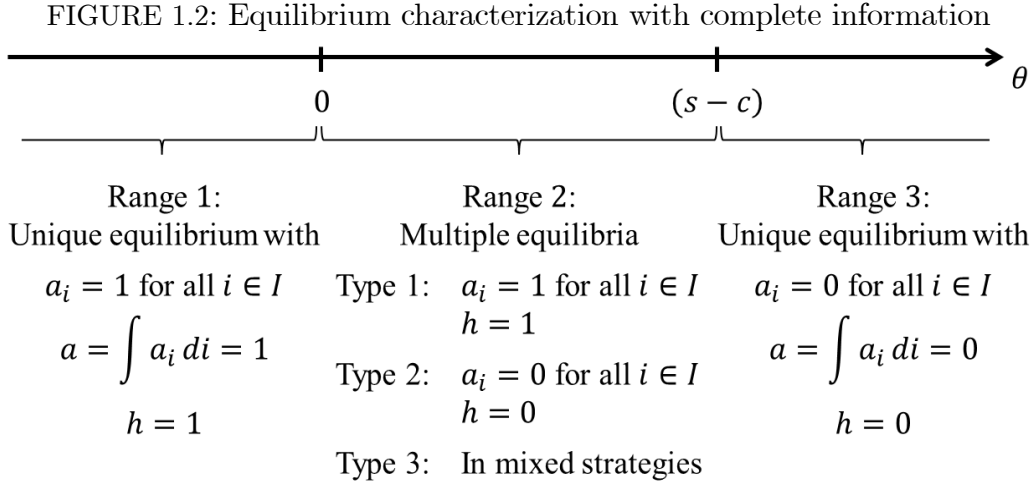 FIGURE 1.2: Equilibrium characterization with complete information
θ
0
(s − c)
Range 1:
Unique equilibrium with
a_i = 1 for all i ∈ I
a = ∫ a_i di = 1
h = 1
Range 2:
Multiple equilibria
Type 1: a_i = 1 for all i ∈ I
h = 1
Type 2: a_i = 0 for all i ∈ I
h = 0
Type 3: In mixed strategies
Range 3:
Unique equilibrium with
a_i = 0 for all i ∈ I
a = ∫ a_i di = 0
h = 0